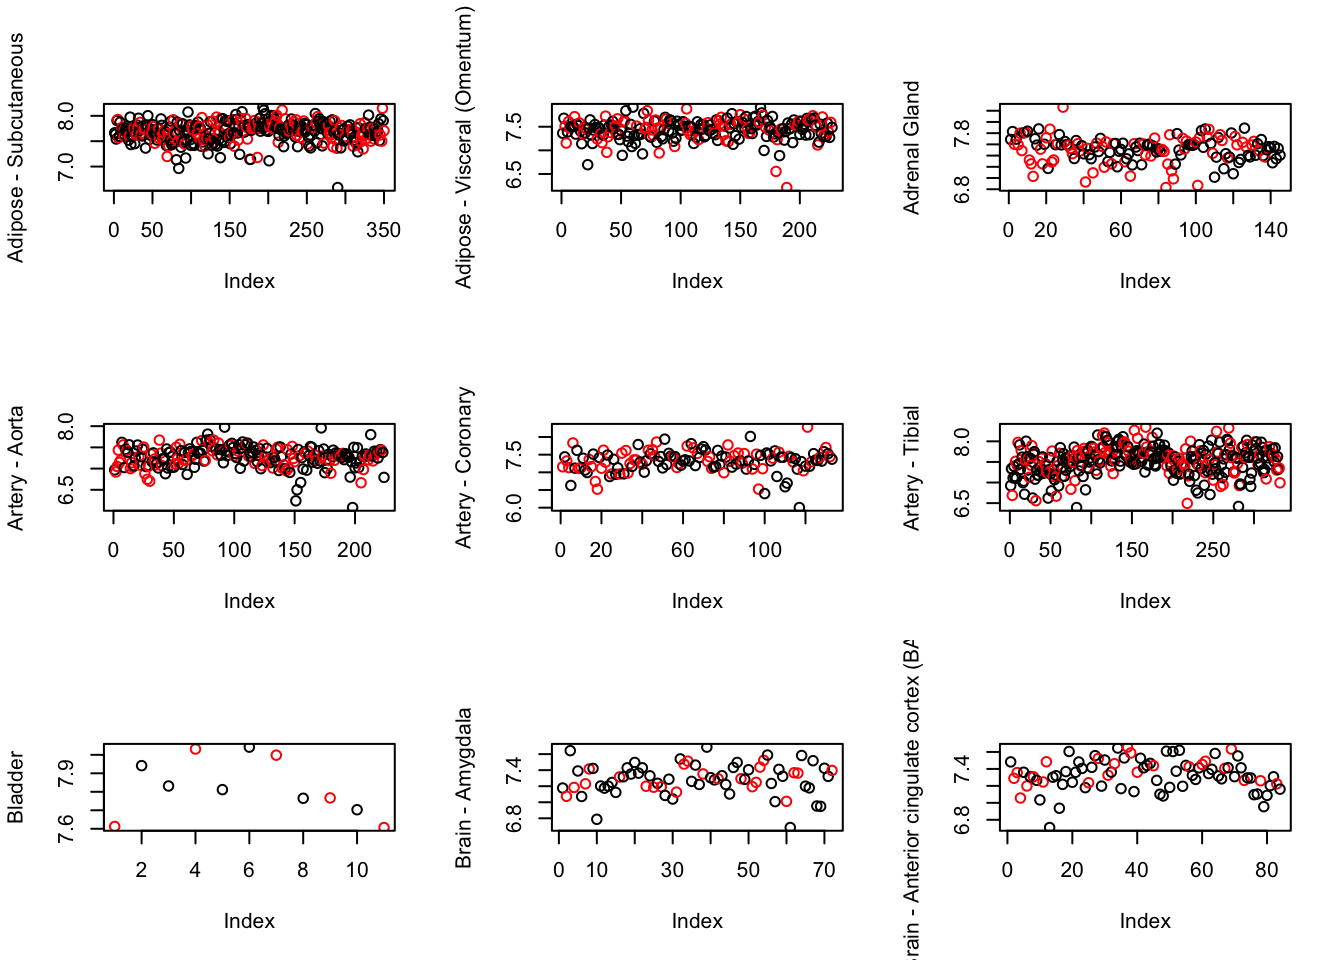 Adipose - Subcutaneous
7.0 8.0
0 50 150 250 350
Index
Adipose - Visceral (Omentum)
6.5 7.5
0 50 100 150 200
Index
Adrenal Gland
6.8 7.8
0 20 60 100 140
Index
Artery - Aorta
6.5 8.0
0 50 100 150 200
Index
Artery - Coronary
6.0 7.5
0 20 60 100
Index
Artery - Tibial
6.5 8.0
0 50 150 250
Index
Bladder
7.6 7.9
2 4 6 8 10
Index
Brain - Amygdala
6.8 7.4
0 10 30 50 70
Index
rain - Anterior cingulate cortex (BA
6.8 7.4
0 20 40 60 80
Index